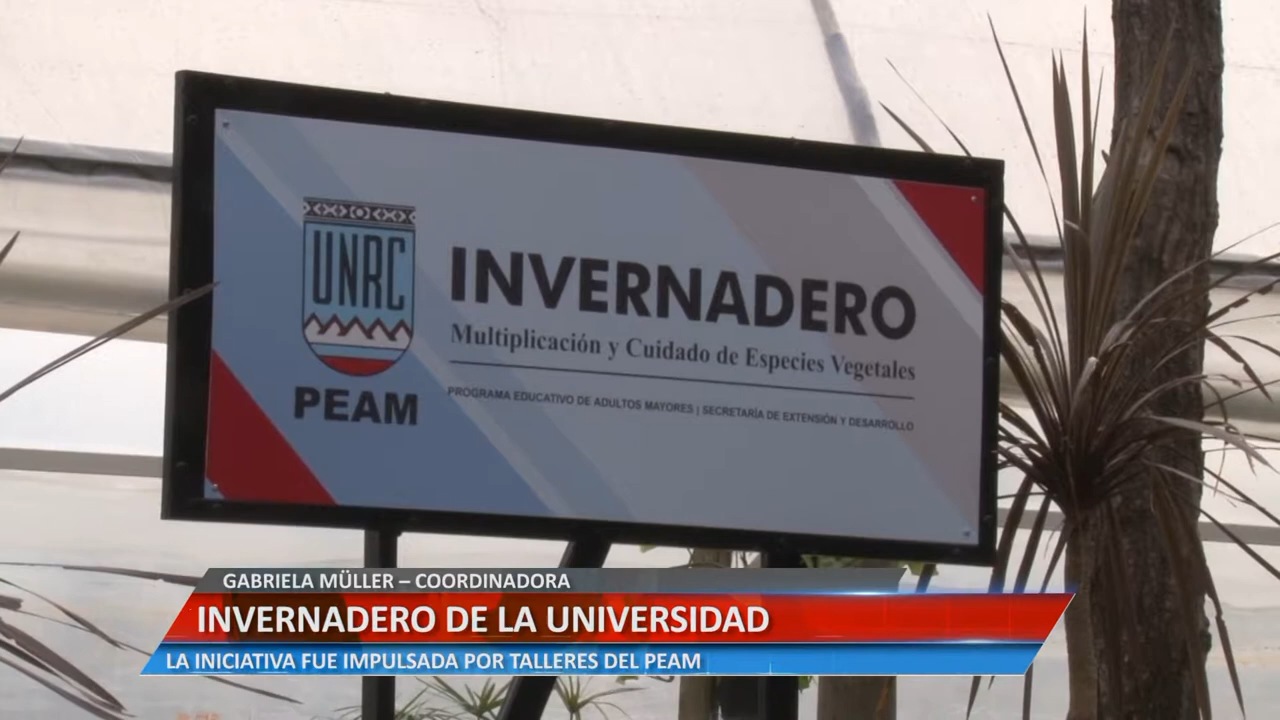 UNRC
PEAM
INVERNADERO
Multiplicación y Cuidado de Especies Vegetales
PROGRAMA EDUCATIVO DE ADULTOS MAYORES | SECRETARÍA DE EXTENSIÓN Y DESARROLLO
GABRIELA MÜLLER – COORDINADORA
INVERNADERO DE LA UNIVERSIDAD
LA INICIATIVA FUE IMPULSADA POR TALLERES DEL PEAM